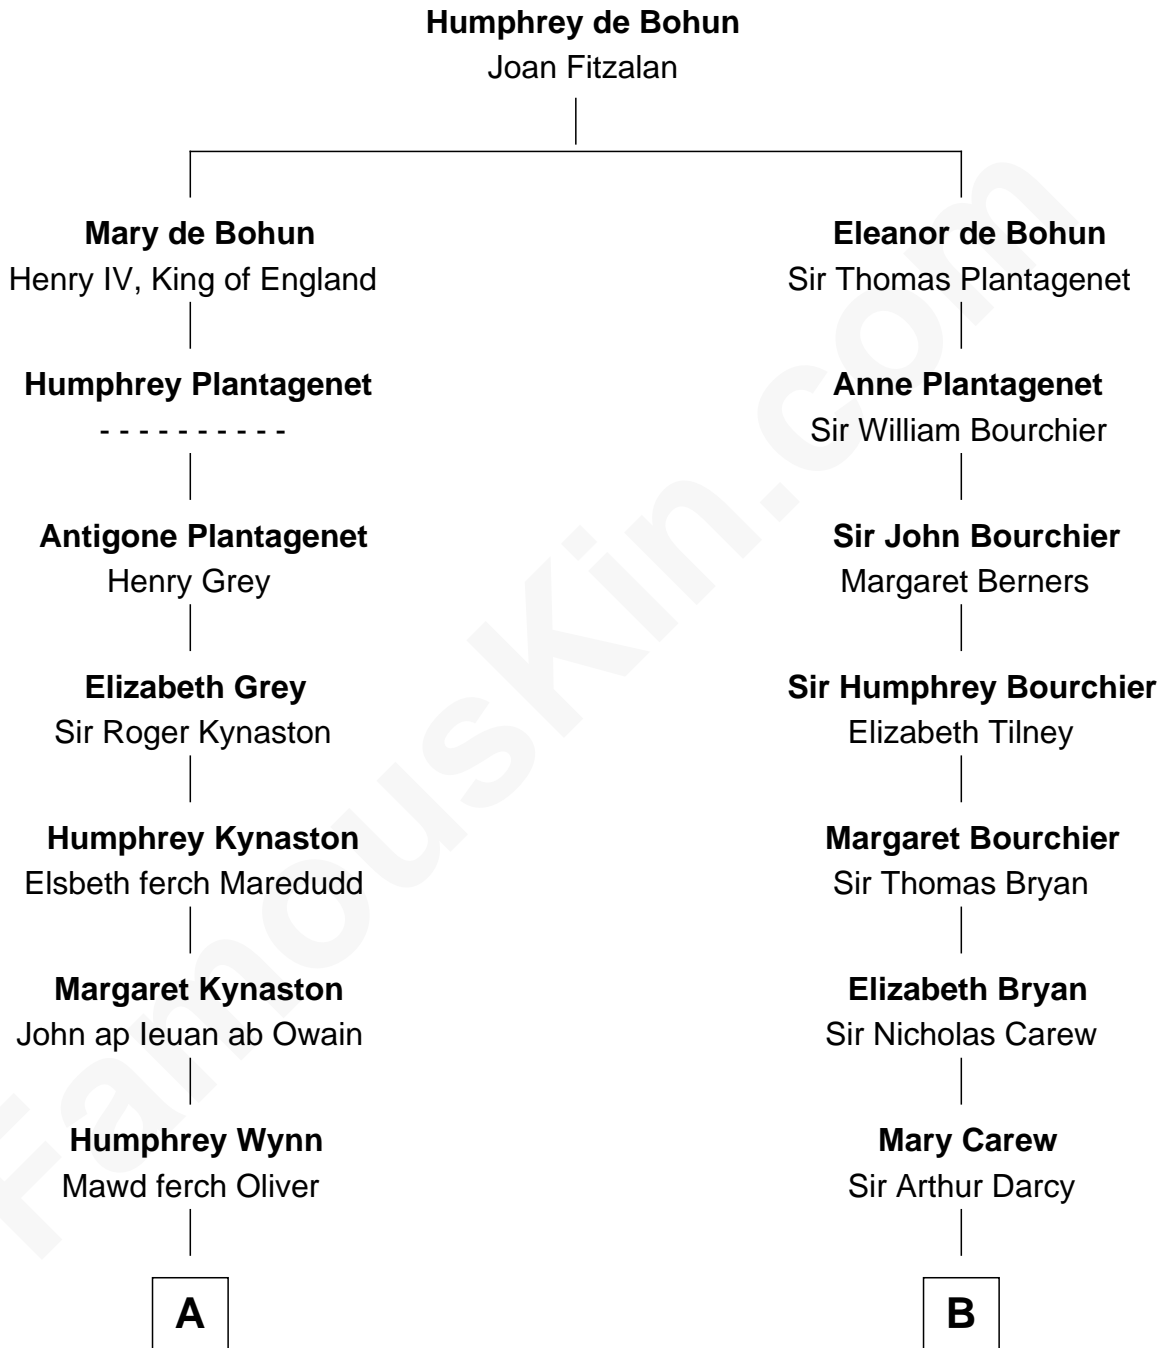 Humphrey de Bohun
Joan Fitzalan
Mary de Bohun
Henry IV, King of England
Eleanor de Bohun
Sir Thomas Plantagenet
Humphrey Plantagenet
- - - - - - - - - -
Anne Plantagenet
Sir William Bourchier
Antigone Plantagenet
Henry Grey
Sir John Bourchier
Margaret Berners
Elizabeth Grey
Sir Roger Kynaston
Sir Humphrey Bourchier
Elizabeth Tilney
Humphrey Kynaston
Elsbeth ferch Maredudd
Margaret Bourchier
Sir Thomas Bryan
Margaret Kynaston
John ap Ieuan ab Owain
Elizabeth Bryan
Sir Nicholas Carew
Humphrey Wynn
Mawd ferch Oliver
Mary Carew
Sir Arthur Darcy
A
B
FamousKin.com